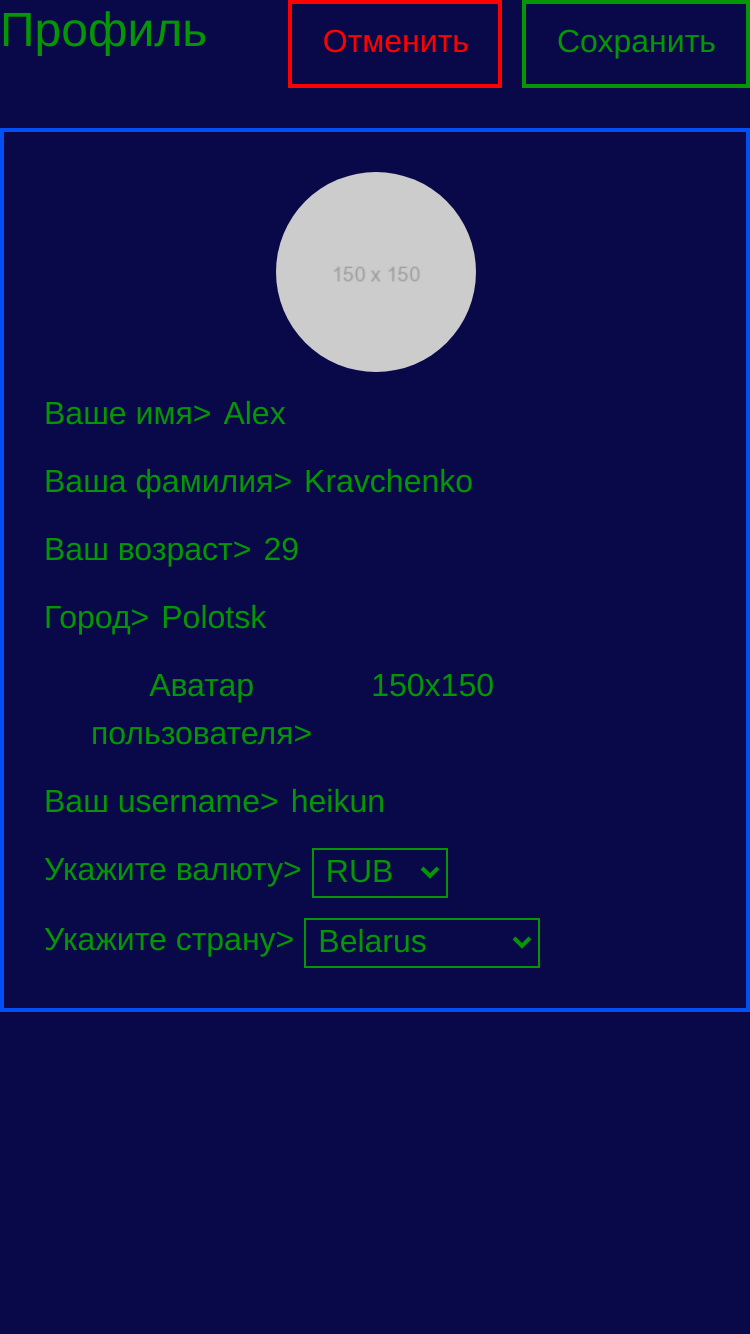 Профиль
Отменить
Сохранить
150 x 150
Ваше имя> Alex
Ваша фамилия> Kravchenko
Ваш возраст> 29
Город> Polotsk
Аватар 150x150
пользователя>
Ваш username> heikun
Укажите валюту> RUB
Укажите страну> Belarus